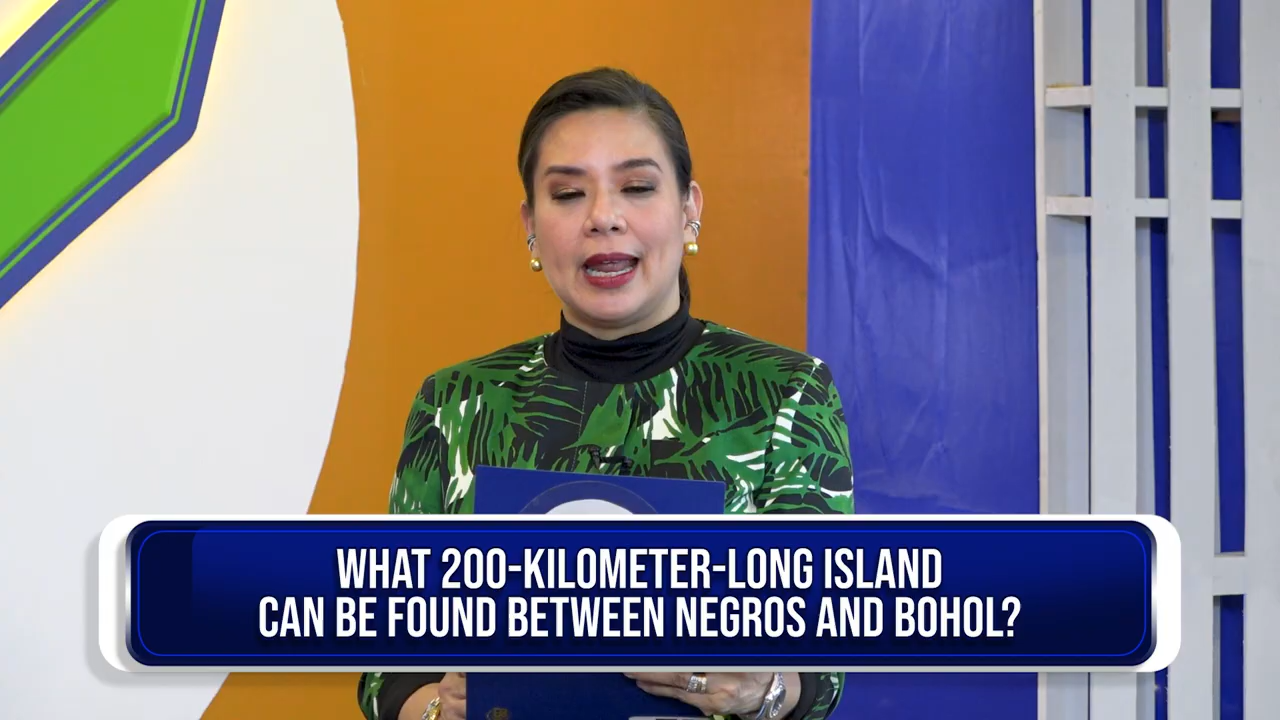 WHAT 200-KILOMETER-LONG ISLAND
CAN BE FOUND BETWEEN NEGROS AND BOHOL?